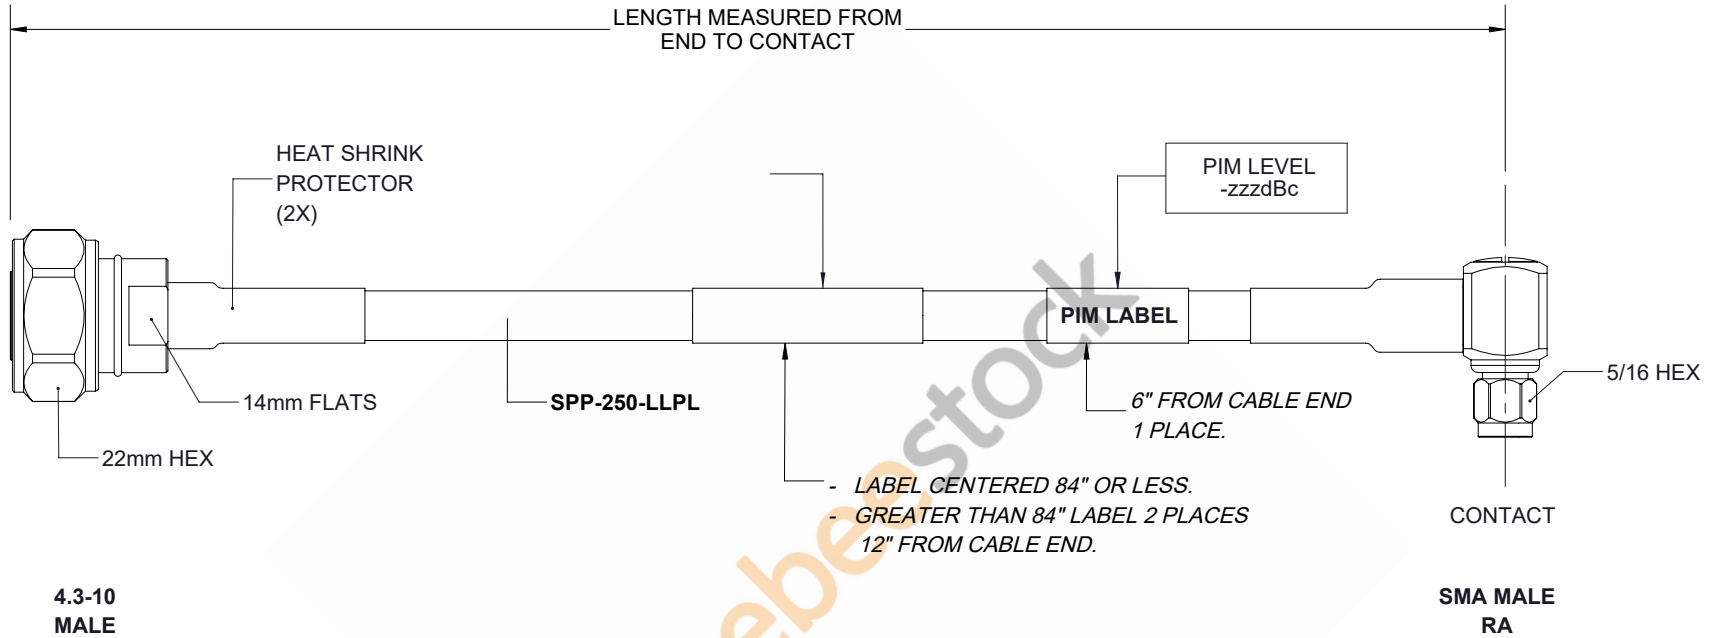 LENGTH MEASURED FROM
END TO CONTACT
HEAT SHRINK
PROTECTOR
(2X)
PIM LEVEL
-zzzdBc
PIM LABEL
5/16 HEX
14mm FLATS
SPP-250-LLPL
6" FROM CABLE END
1 PLACE.
22mm HEX
- LABEL CENTERED 84" OR LESS.
- GREATER THAN 84" LABEL 2 PLACES
12" FROM CABLE END.
CONTACT
4.3-10
MALE
SMA MALE
RA
ebeestock